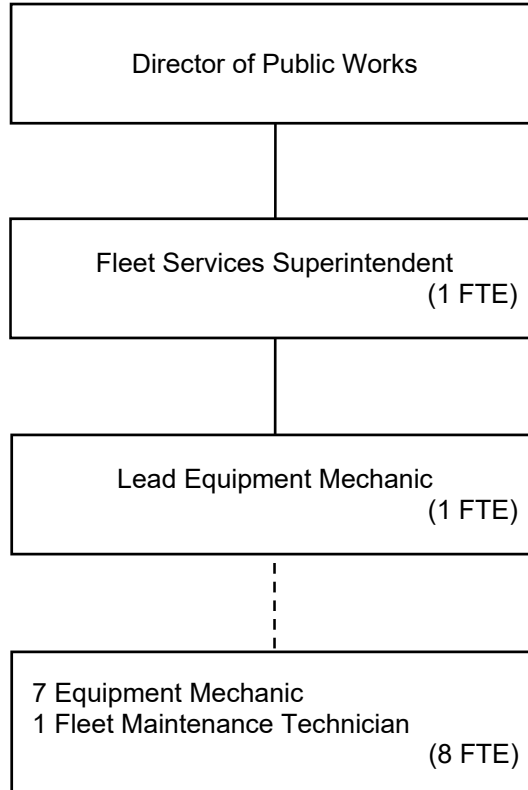 Director of Public Works
Fleet Services Superintendent
(1 FTE)
Lead Equipment Mechanic
(1 FTE)
7 Equipment Mechanic
1 Fleet Maintenance Technician
(8 FTE)